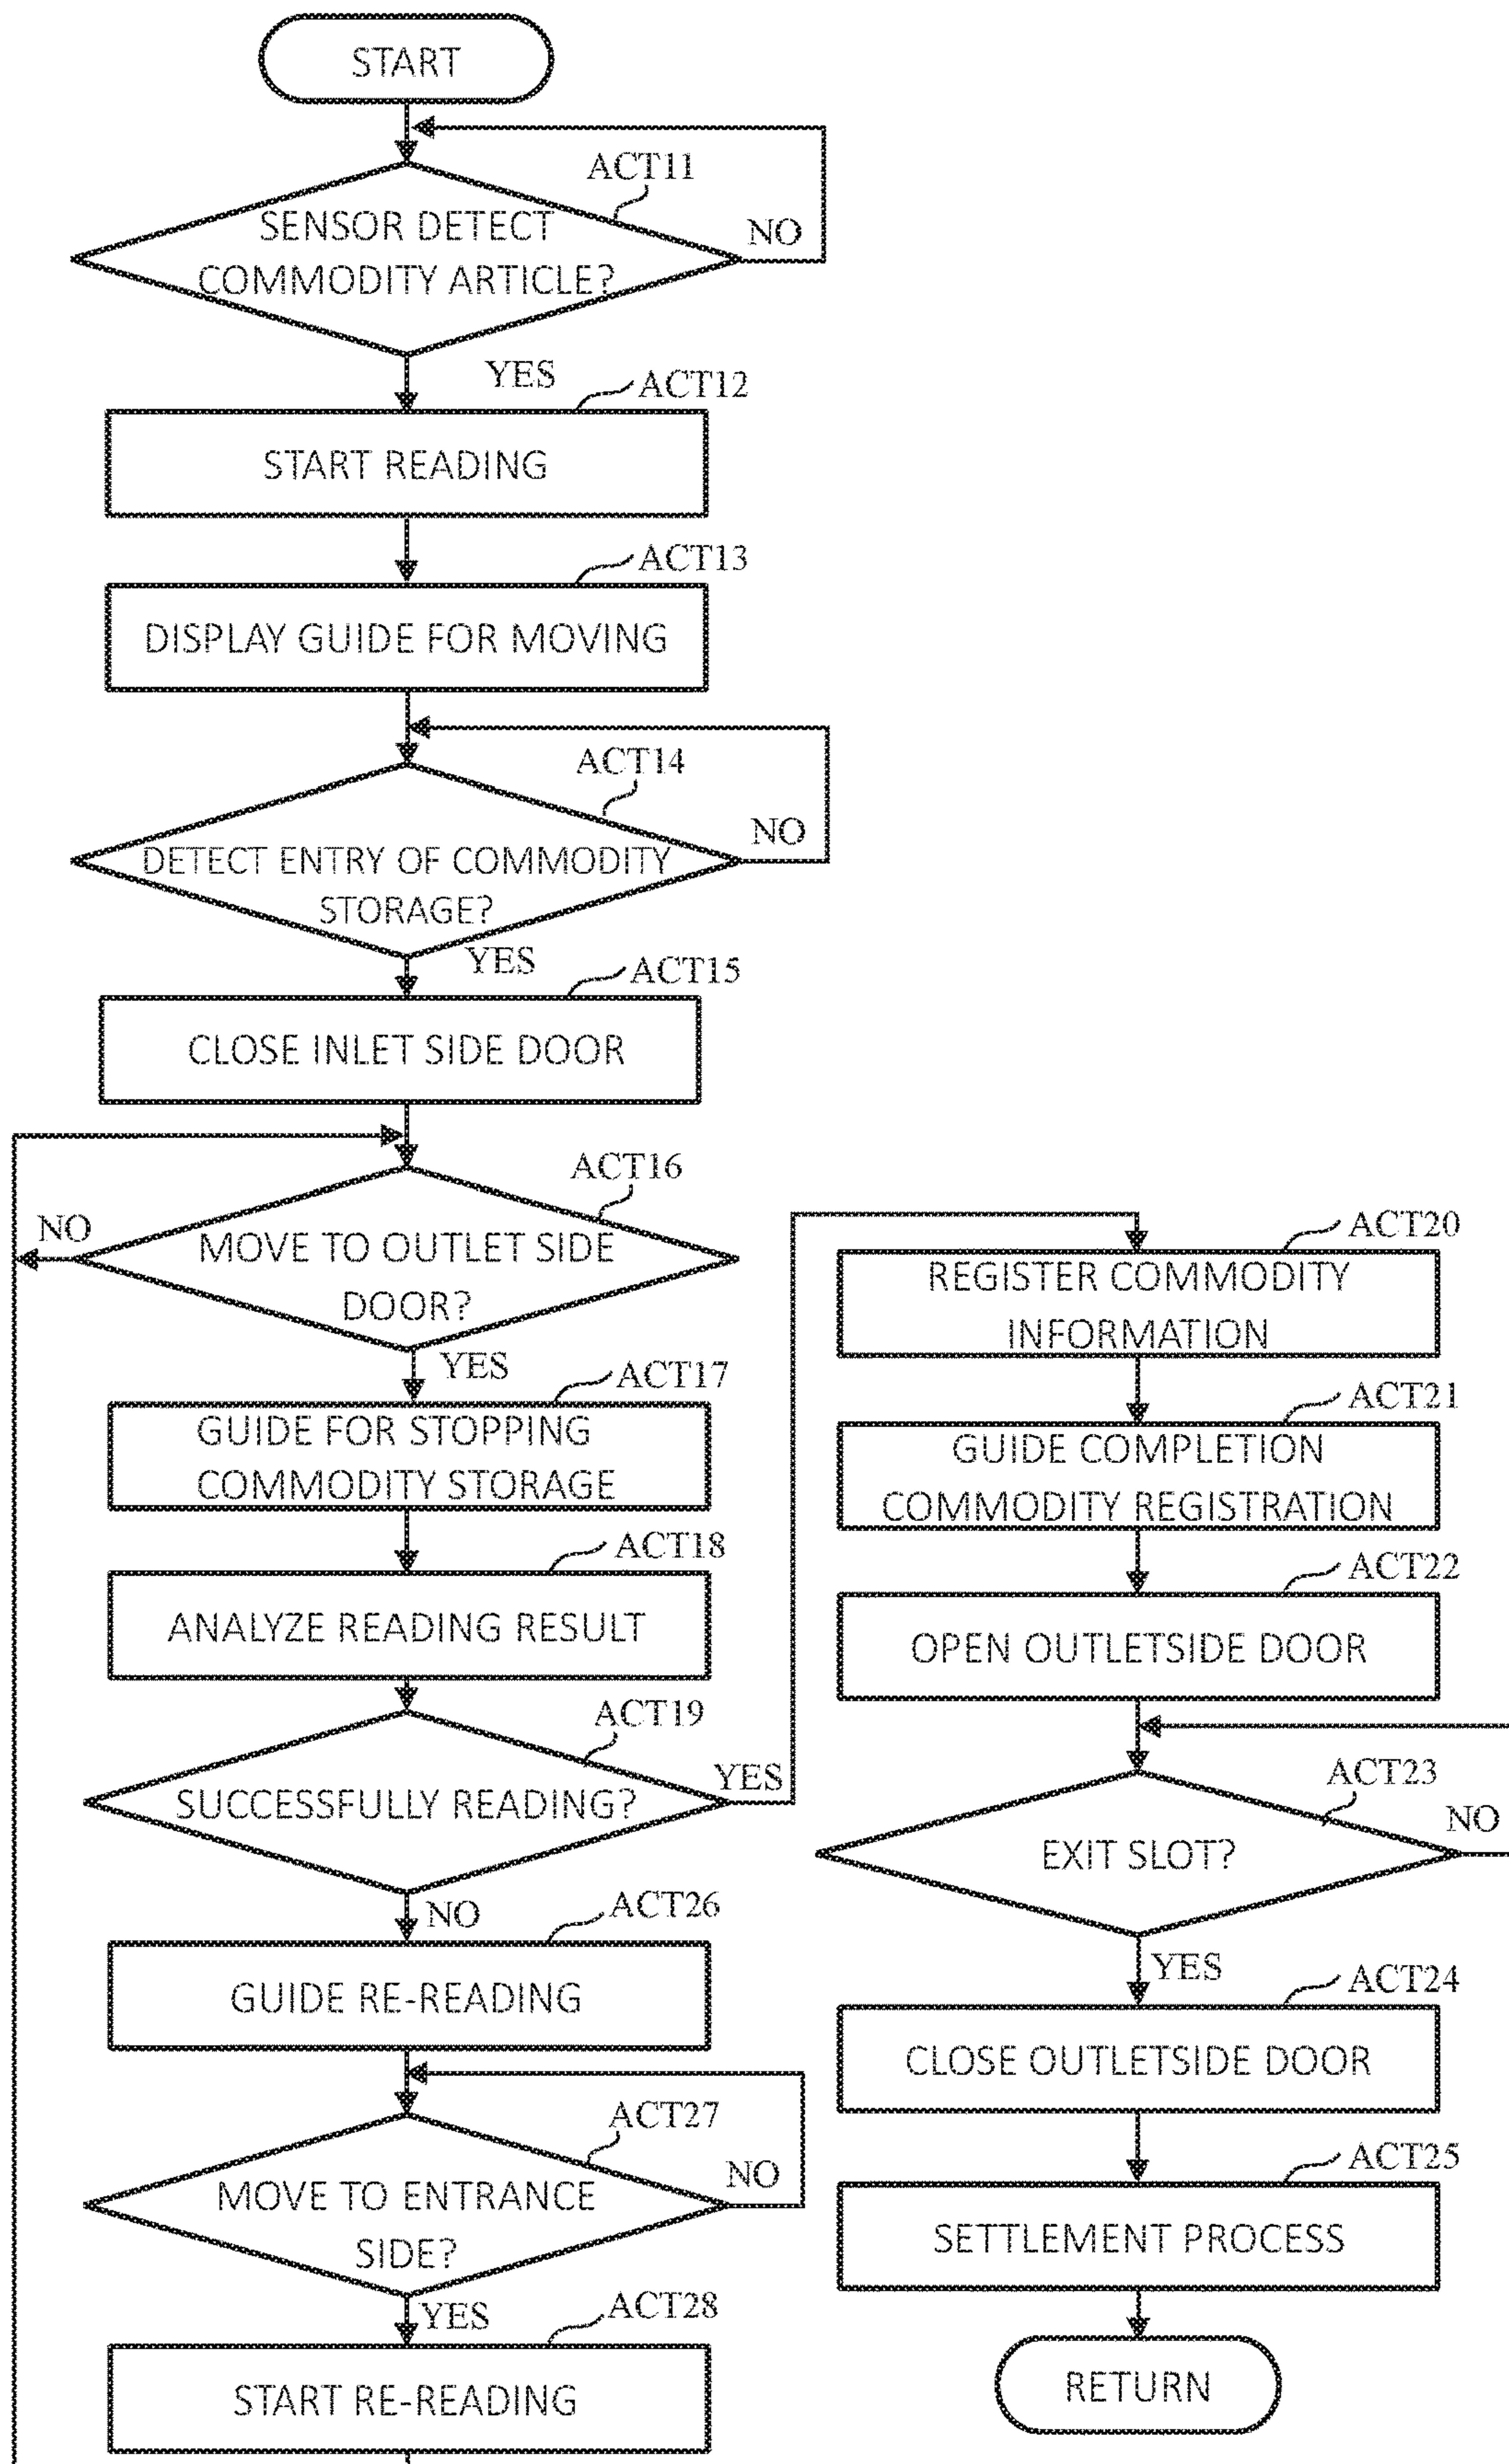 START
ACT11
SENSOR DETECT
COMMODITY ARTICLE?
NO
YES
ACT12
START READING
ACT13
DISPLAY GUIDE FOR MOVING
ACT14
DETECT ENTRY OF COMMODITY
STORAGE?
NO
YES
ACT15
CLOSE INLET SIDE DOOR
ACT16
NO
MOVE TO OUTLET SIDE
DOOR?
YES
ACT17
GUIDE FOR STOPPING
COMMODITY STORAGE
ACT18
ANALYZE READING RESULT
ACT19
SUCCESSFULLY READING?
YES
NO
ACT26
GUIDE RE-READING
ACT27
MOVE TO ENTRANCE
SIDE?
NO
YES
ACT28
START RE-READING
ACT20
REGISTER COMMODITY
INFORMATION
ACT21
GUIDE COMPLETION
COMMODITY REGISTRATION
ACT22
OPEN OUTLETSIDE DOOR
ACT23
EXIT SLOT?
NO
YES
ACT24
CLOSE OUTLETSIDE DOOR
ACT25
SETTLEMENT PROCESS
RETURN